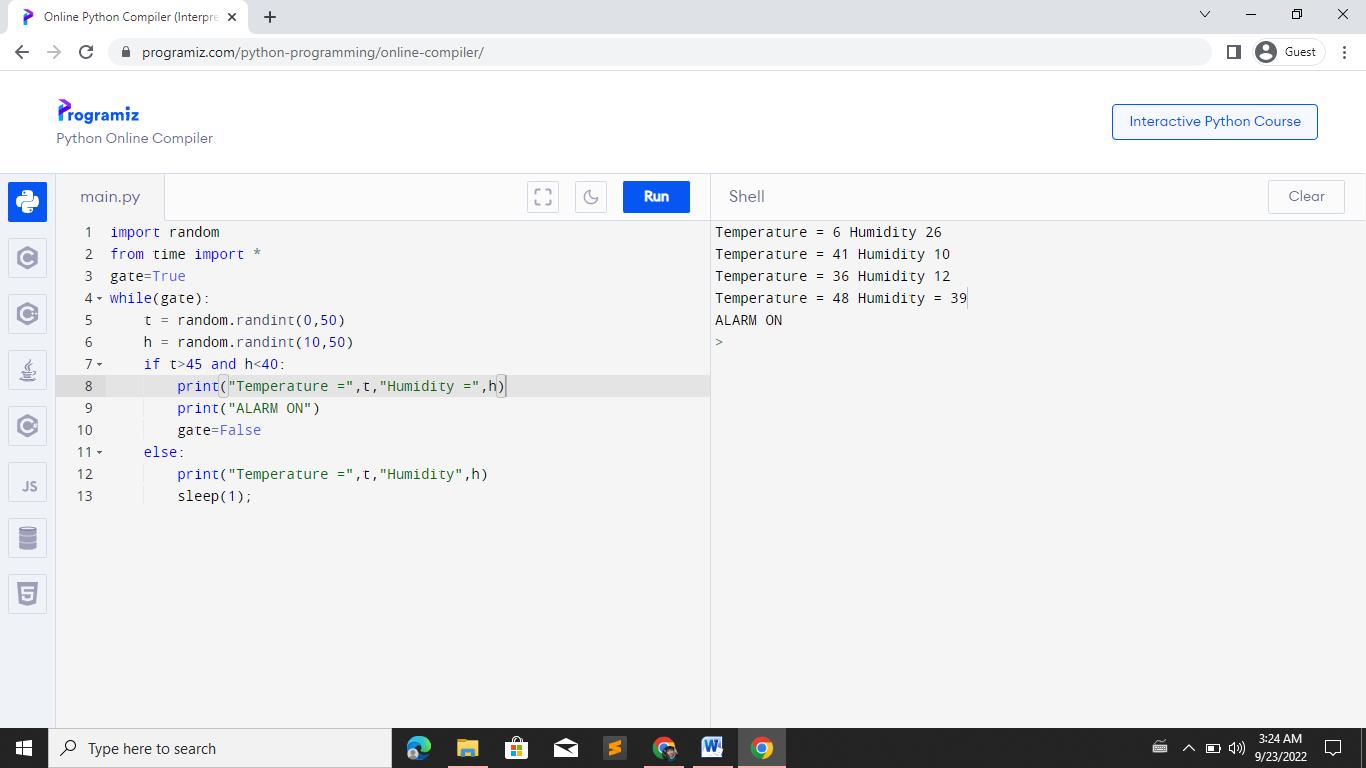 Online Python Compiler (Interpre
programiz.com/python-programming/online-compiler/
Guest
Programiz
Python Online Compiler
Interactive Python Course
main.py
Run
Shell
Clear
1 import random
2 from time import *
3 gate=True
4 while(gate):
5     t = random.randint(0,50)
6     h = random.randint(10,50)
7     if t>45 and h<40:
8         print("Temperature =",t,"Humidity =",h)
9         print("ALARM ON")
10         gate=False
11     else:
12         print("Temperature =",t,"Humidity",h)
13         sleep(1);
JS
Temperature = 6 Humidity 26
Temperature = 41 Humidity 10
Temperature = 36 Humidity 12
Temperature = 48 Humidity = 39
ALARM ON
>
Type here to search
3:24 AM
9/23/2022